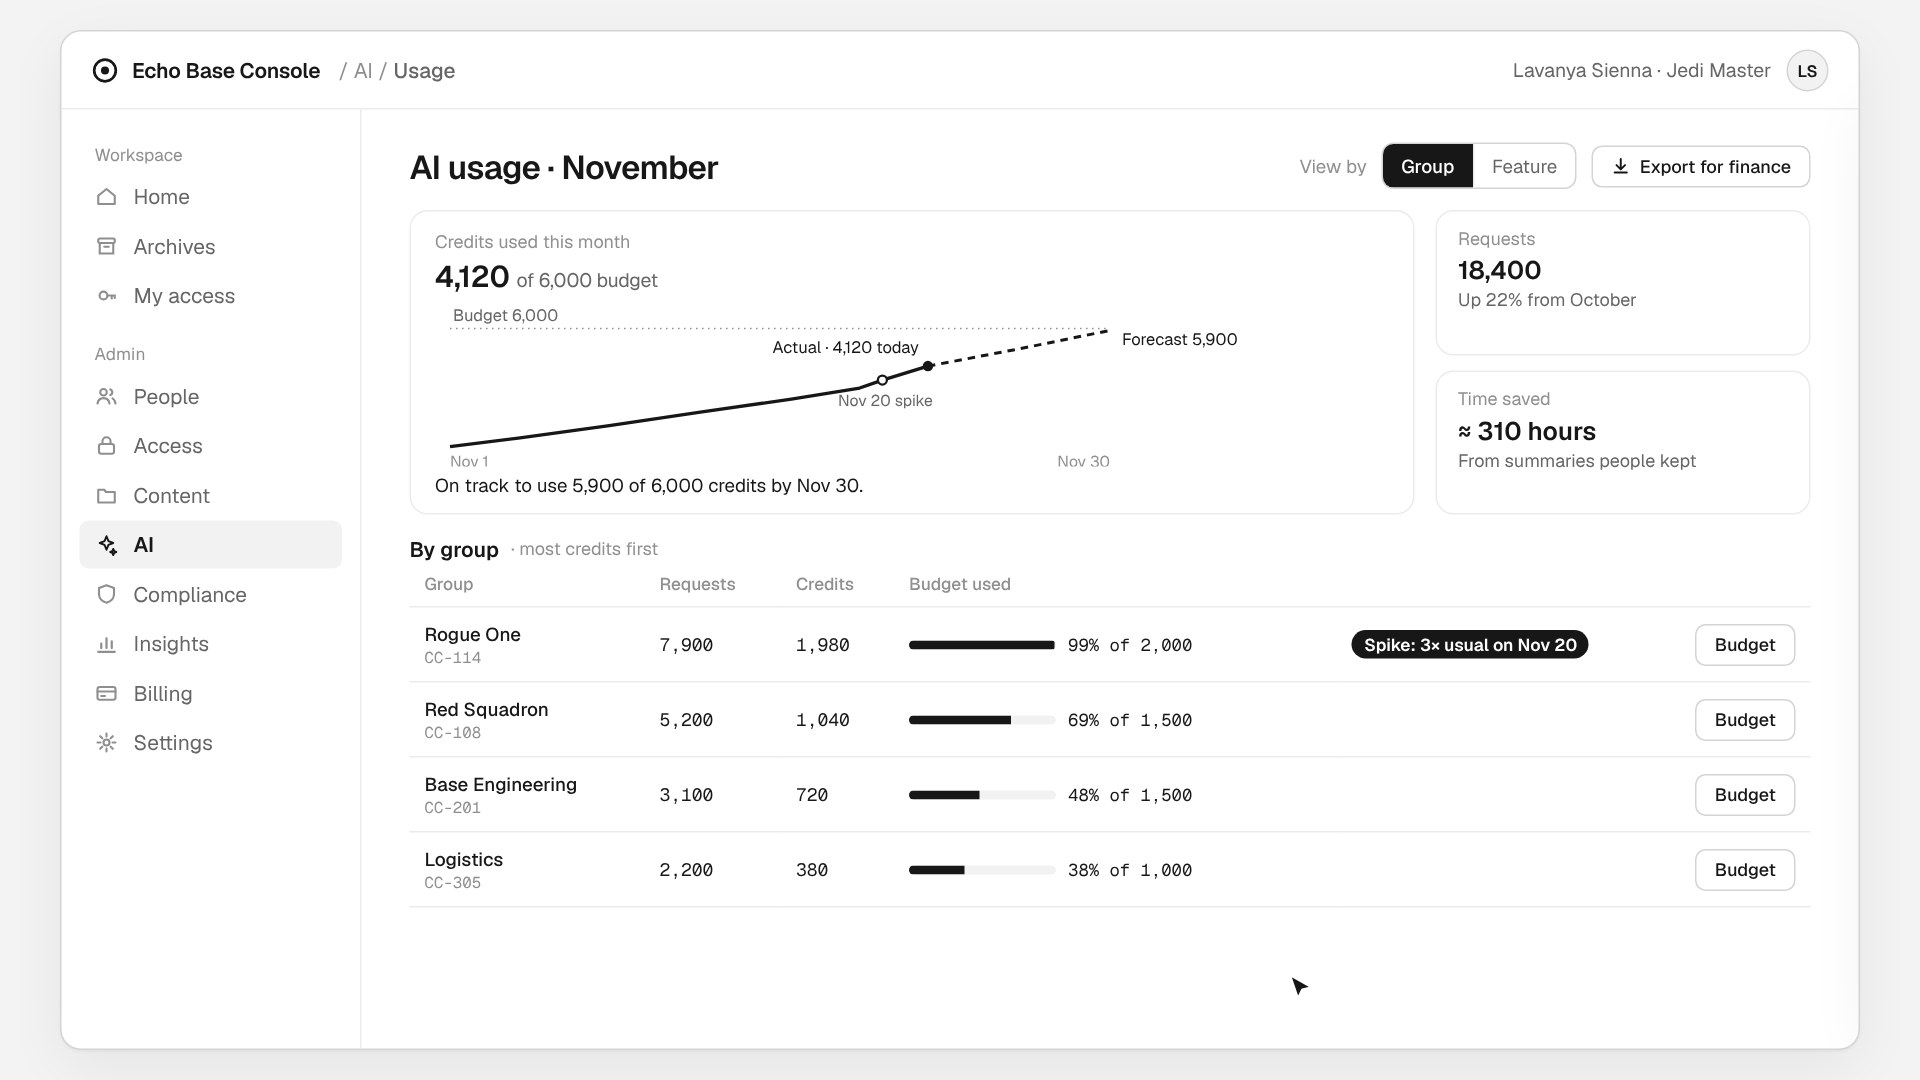 Echo Base Console / AI / Usage
Lavanya Sienna · Jedi Master LS
Workspace
Home
Archives
My access
Admin
People
Access
Content
AI
Compliance
Insights
Billing
Settings
AI usage · November
View by Group Feature Export for finance
Credits used this month
4,120 of 6,000 budget
Budget 6,000
Actual · 4,120 today
Forecast 5,900
Nov 20 spike
Nov 1 Nov 30
On track to use 5,900 of 6,000 credits by Nov 30.
Requests
18,400
Up 22% from October
Time saved
≈ 310 hours
From summaries people kept
By group · most credits first
Group Requests Credits Budget used
Rogue One
CC-114
7,900 1,980 99% of 2,000 Spike: 3× usual on Nov 20 Budget
Red Squadron
CC-108
5,200 1,040 69% of 1,500 Budget
Base Engineering
CC-201
3,100 720 48% of 1,500 Budget
Logistics
CC-305
2,200 380 38% of 1,000 Budget